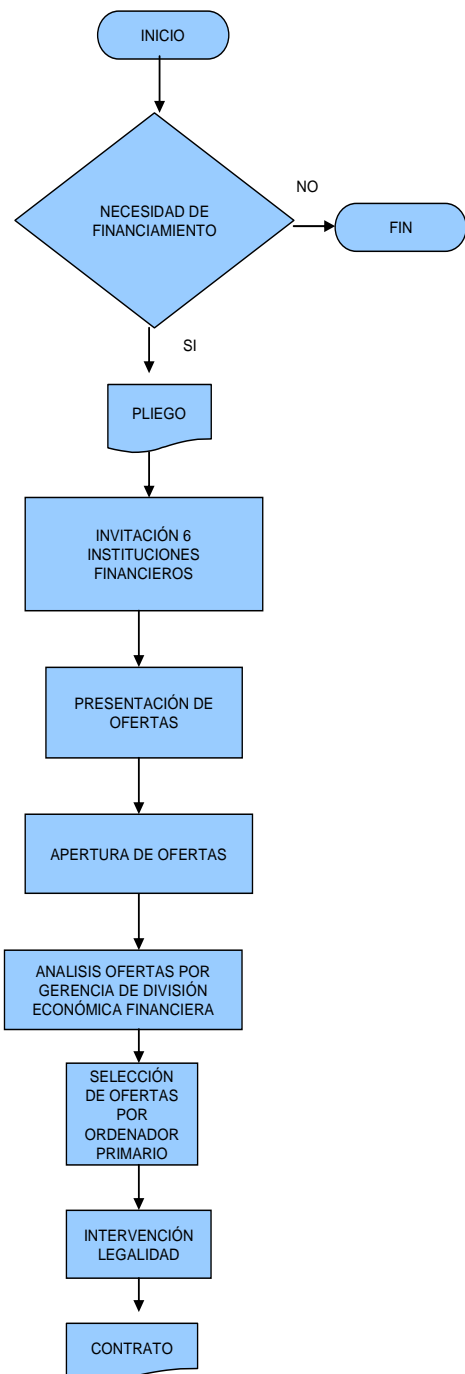 INICIO
NECESIDAD DE
FINANCIAMIENTO
NO
FIN
SI
PLIEGO
INVITACIÓN 6
INSTITUCIONES
FINANCIEROS
PRESENTACIÓN DE
OFERTAS
APERTURA DE OFERTAS
ANALISIS OFERTAS POR
GERENCIA DE DIVISIÓN
ECONÓMICA FINANCIERA
SELECCIÓN
DE OFERTAS
POR
ORDENADOR
PRIMARIO
INTERVENCIÓN
LEGALIDAD
CONTRATO